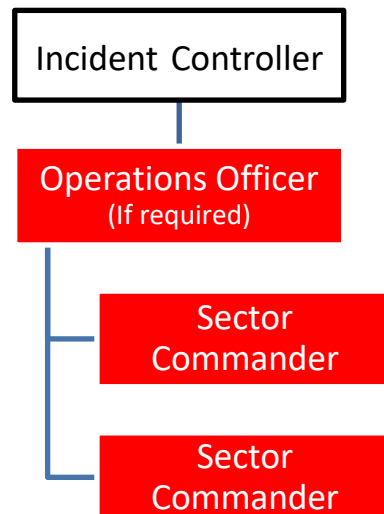 Incident Controller
Operations Officer
(If required)
Sector
Commander
Sector
Commander